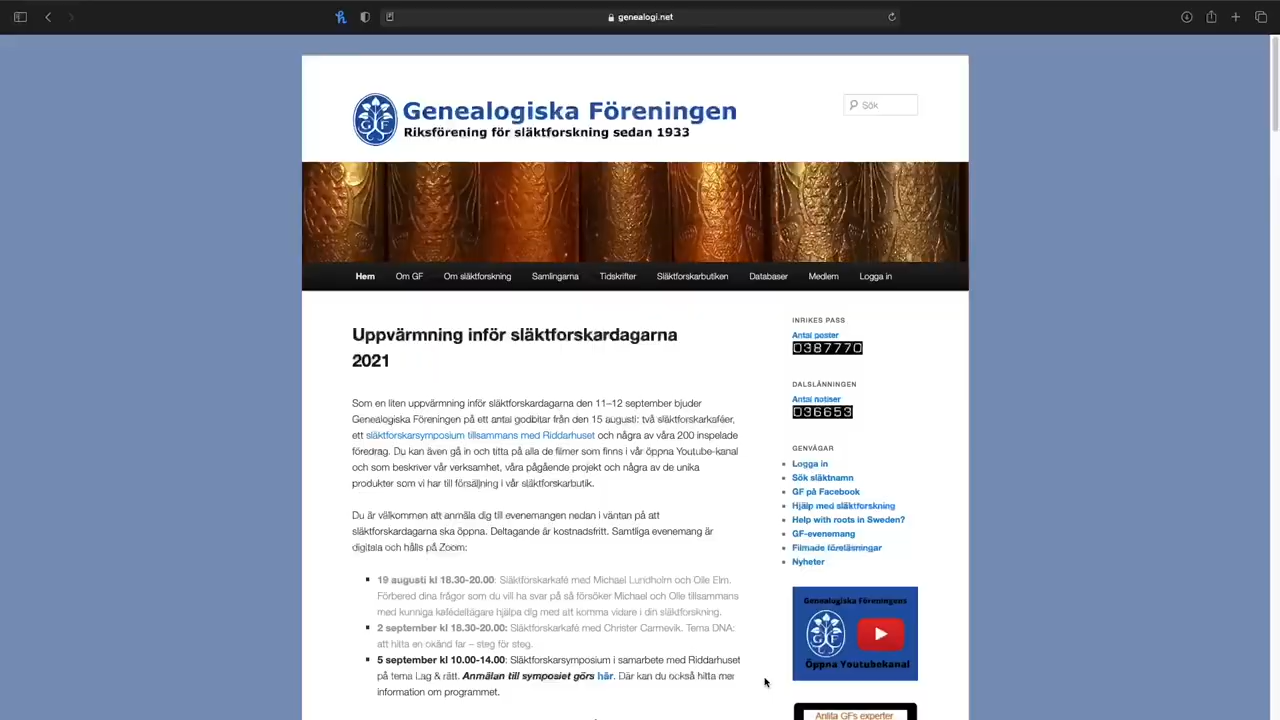 genealogi.net
Genealogiska Föreningen
Riksförening för släktforskning sedan 1933
Sök
GF
Hem Om GF Om släktforskning Samlingarna Tidskrifter Släktforskarbutiken Databaser Medlem Logga in
Uppvärmning inför släktforskardagarna
2021
Som en liten uppvärmning inför släktforskardagarna den 11–12 september bjuder
Genealogiska Föreningen på ett antal godbitar från den 15 augusti: två släktforskarkaféer,
ett släktforskarsymposium tillsammans med Riddarhuset och några av våra 200 inspelade
föredrag. Du kan även gå in och titta på alla de filmer som finns i vår öppna Youtube-kanal
och som beskriver vår verksamhet, våra pågående projekt och några av de unika
produkter som vi har till försäljning i vår släktforskarbutik.
Du är välkommen att anmäla dig till evenemangen nedan i väntan på att
släktforskardagarna ska öppna. Deltagande är kostnadsfritt. Samtliga evenemang är
digitala och hålls på Zoom:
19 augusti kl 18.30-20.00: Släktforskarkafé med Michael Lundholm och Olle Elm.
Förbered dina frågor som du vill ha svar på så försöker Michael och Olle tillsammans
med kunniga kafédeltagare hjälpa dig med att komma vidare i din släktforskning.
2 september kl 18.30-20.00: Släktforskarkafé med Christer Carmevik. Tema DNA:
att hitta en okänd far – steg för steg.
5 september kl 10.00-14.00: Släktforskarsymposium i samarbete med Riddarhuset
på tema Lag & rätt. Anmälan till symposiet görs här. Där kan du också hitta mer
information om programmet.
INRIKES PASS
Antal poster
0387770
DALSLÄNNINGEN
Antal notiser
036653
GENVÄGAR
Logga in
Sök släktnamn
GF på Facebook
Hjälp med släktforskning
Help with roots in Sweden?
GF-evenemang
Filmade föreläsningar
Nyheter
Genealogiska Föreningens
GF
Öppna Youtubekanal
Anlita GFs experter